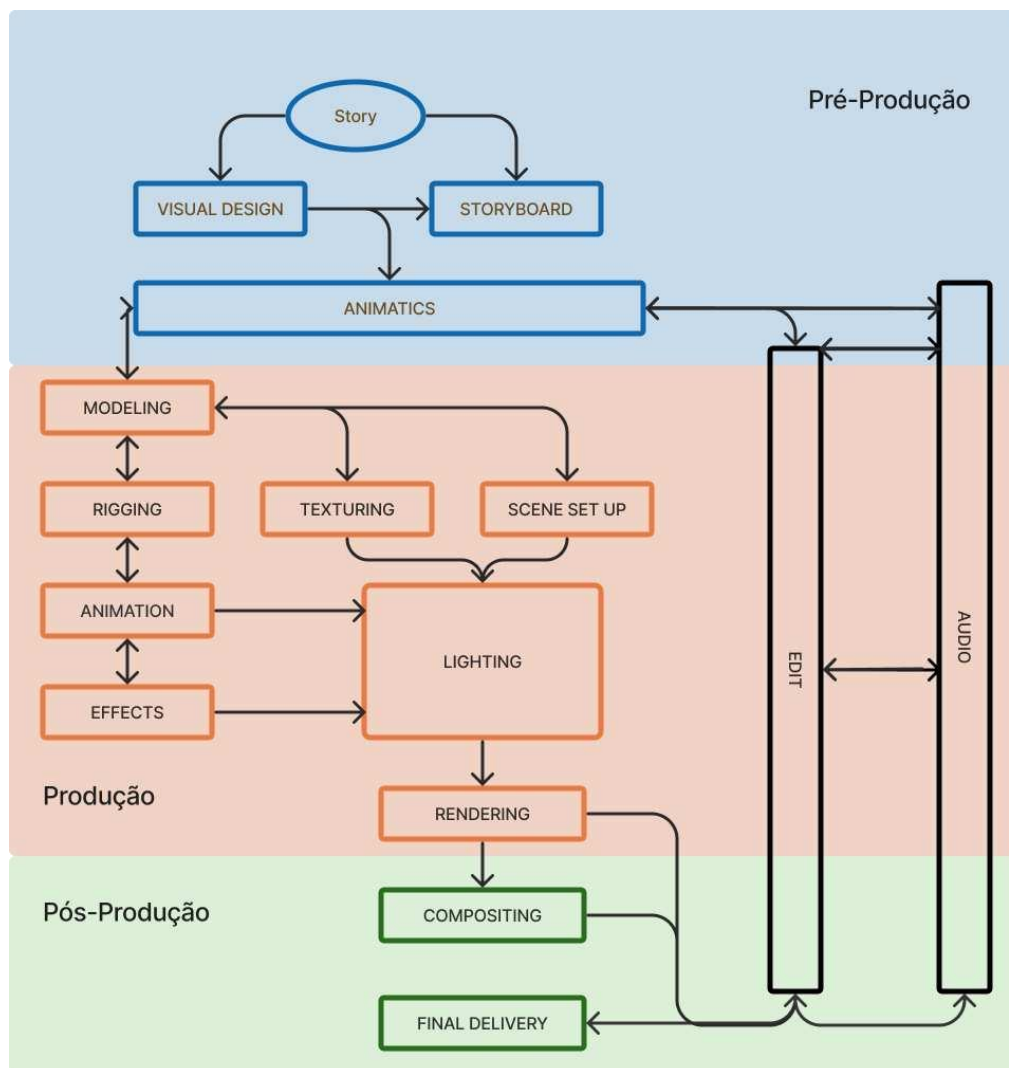 Pré-Produção
Story
VISUAL DESIGN
STORYBOARD
ANIMATICS
MODELING
RIGGING
TEXTURING
SCENE SET UP
ANIMATION
LIGHTING
EDIT
AUDIO
EFFECTS
Produção
RENDERING
Pós-Produção
COMPOSITING
FINAL DELIVERY